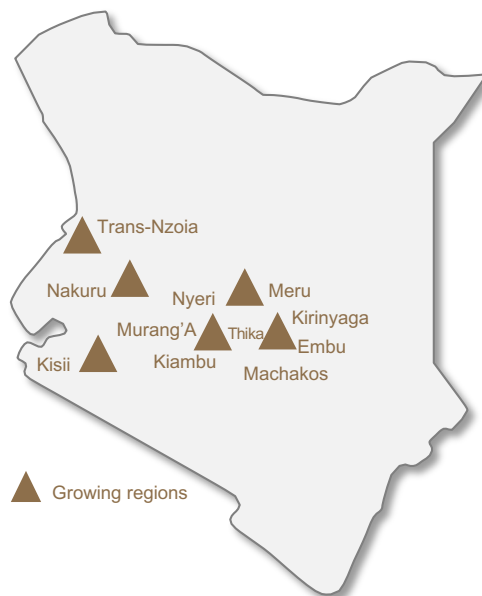 Trans-Nzoia
Nakuru
Nyeri
Meru
Murang’A
Thika
Kirinyaga
Kisii
Kiambu
Embu
Machakos
Growing regions